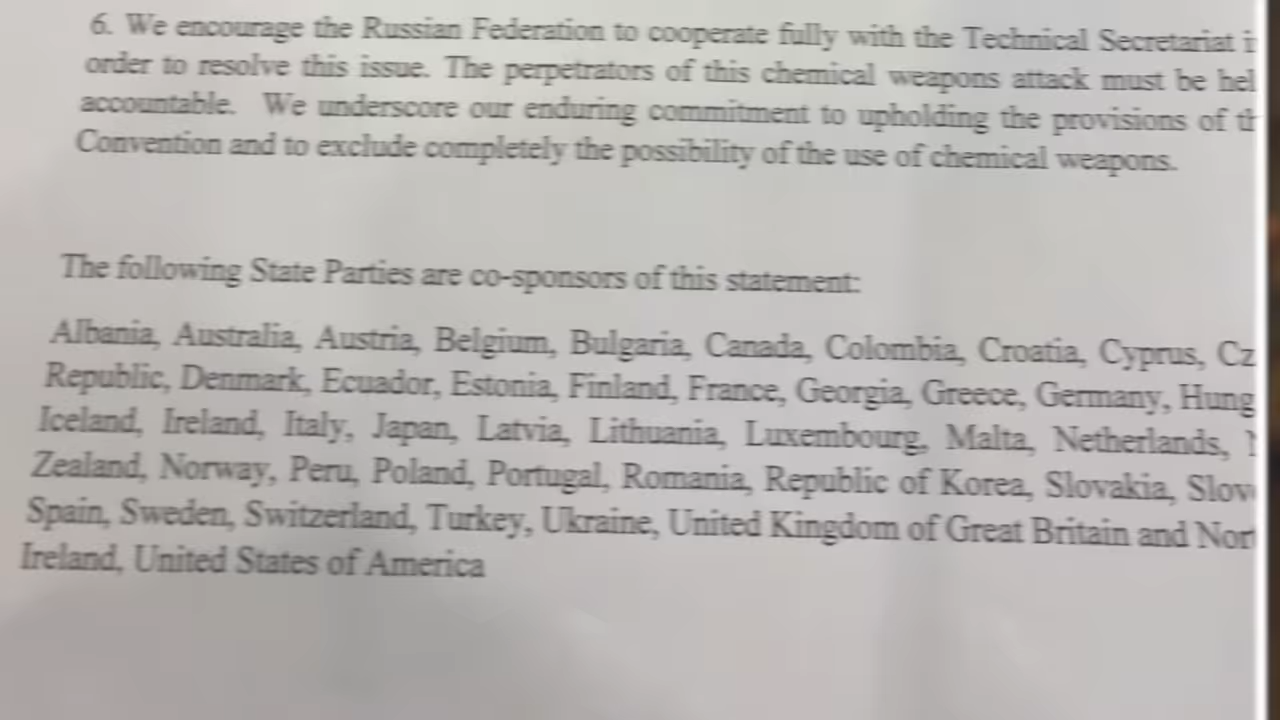 6. We encourage the Russian Federation to cooperate fully with the Technical Secretariat
order to resolve this issue. The perpetrators of this chemical weapons attack must be
accountable. We underscore our enduring commitment to upholding the provisions of
Convention and to exclude completely the possibility of the use of chemical weapons.
The following State Parties are co-sponsors of this statement:
Albania, Australia, Austria, Belgium, Bulgaria, Canada, Colombia, Croatia, Cyprus,
Republic, Denmark, Ecuador, Estonia, Finland, France, Georgia, Greece, Germany,
Iceland, Ireland, Italy, Japan, Latvia, Lithuania, Luxembourg, Malta, Netherlands,
Zealand, Norway, Peru, Poland, Portugal, Romania, Republic of Korea, Slovakia,
Spain, Sweden, Switzerland, Turkey, Ukraine, United Kingdom of Great Britain and
Ireland, United States of America